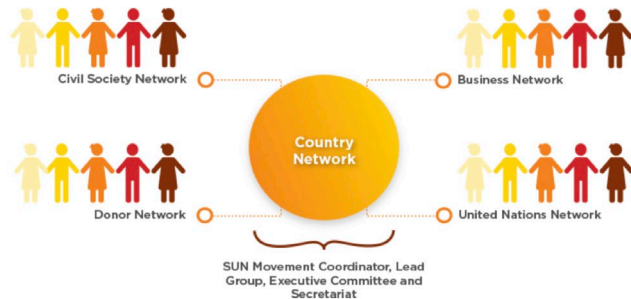 Civil Society Network
Business Network
Country
Network
Donor Network
United Nations Network
SUN Movement Coordinator, Lead
Group, Executive Committee and
Secretariat